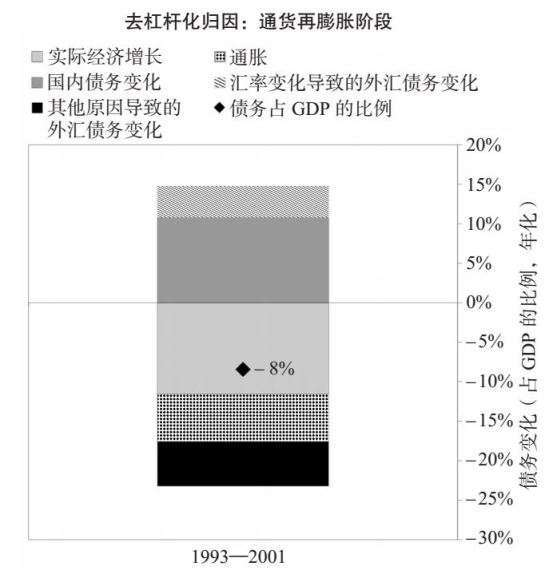 去杠杆化归因：通货再膨胀阶段
实际经济增长
通胀
国内债务变化
汇率变化导致的外汇债务变化
其他原因导致的
外汇债务变化
债务占 GDP 的比例
20%
15%
10%
5%
0%
–5%
–10%
–15%
–20%
–25%
–30%
–8%
债务变化（占 GDP 的比例，年化）
1993—2001